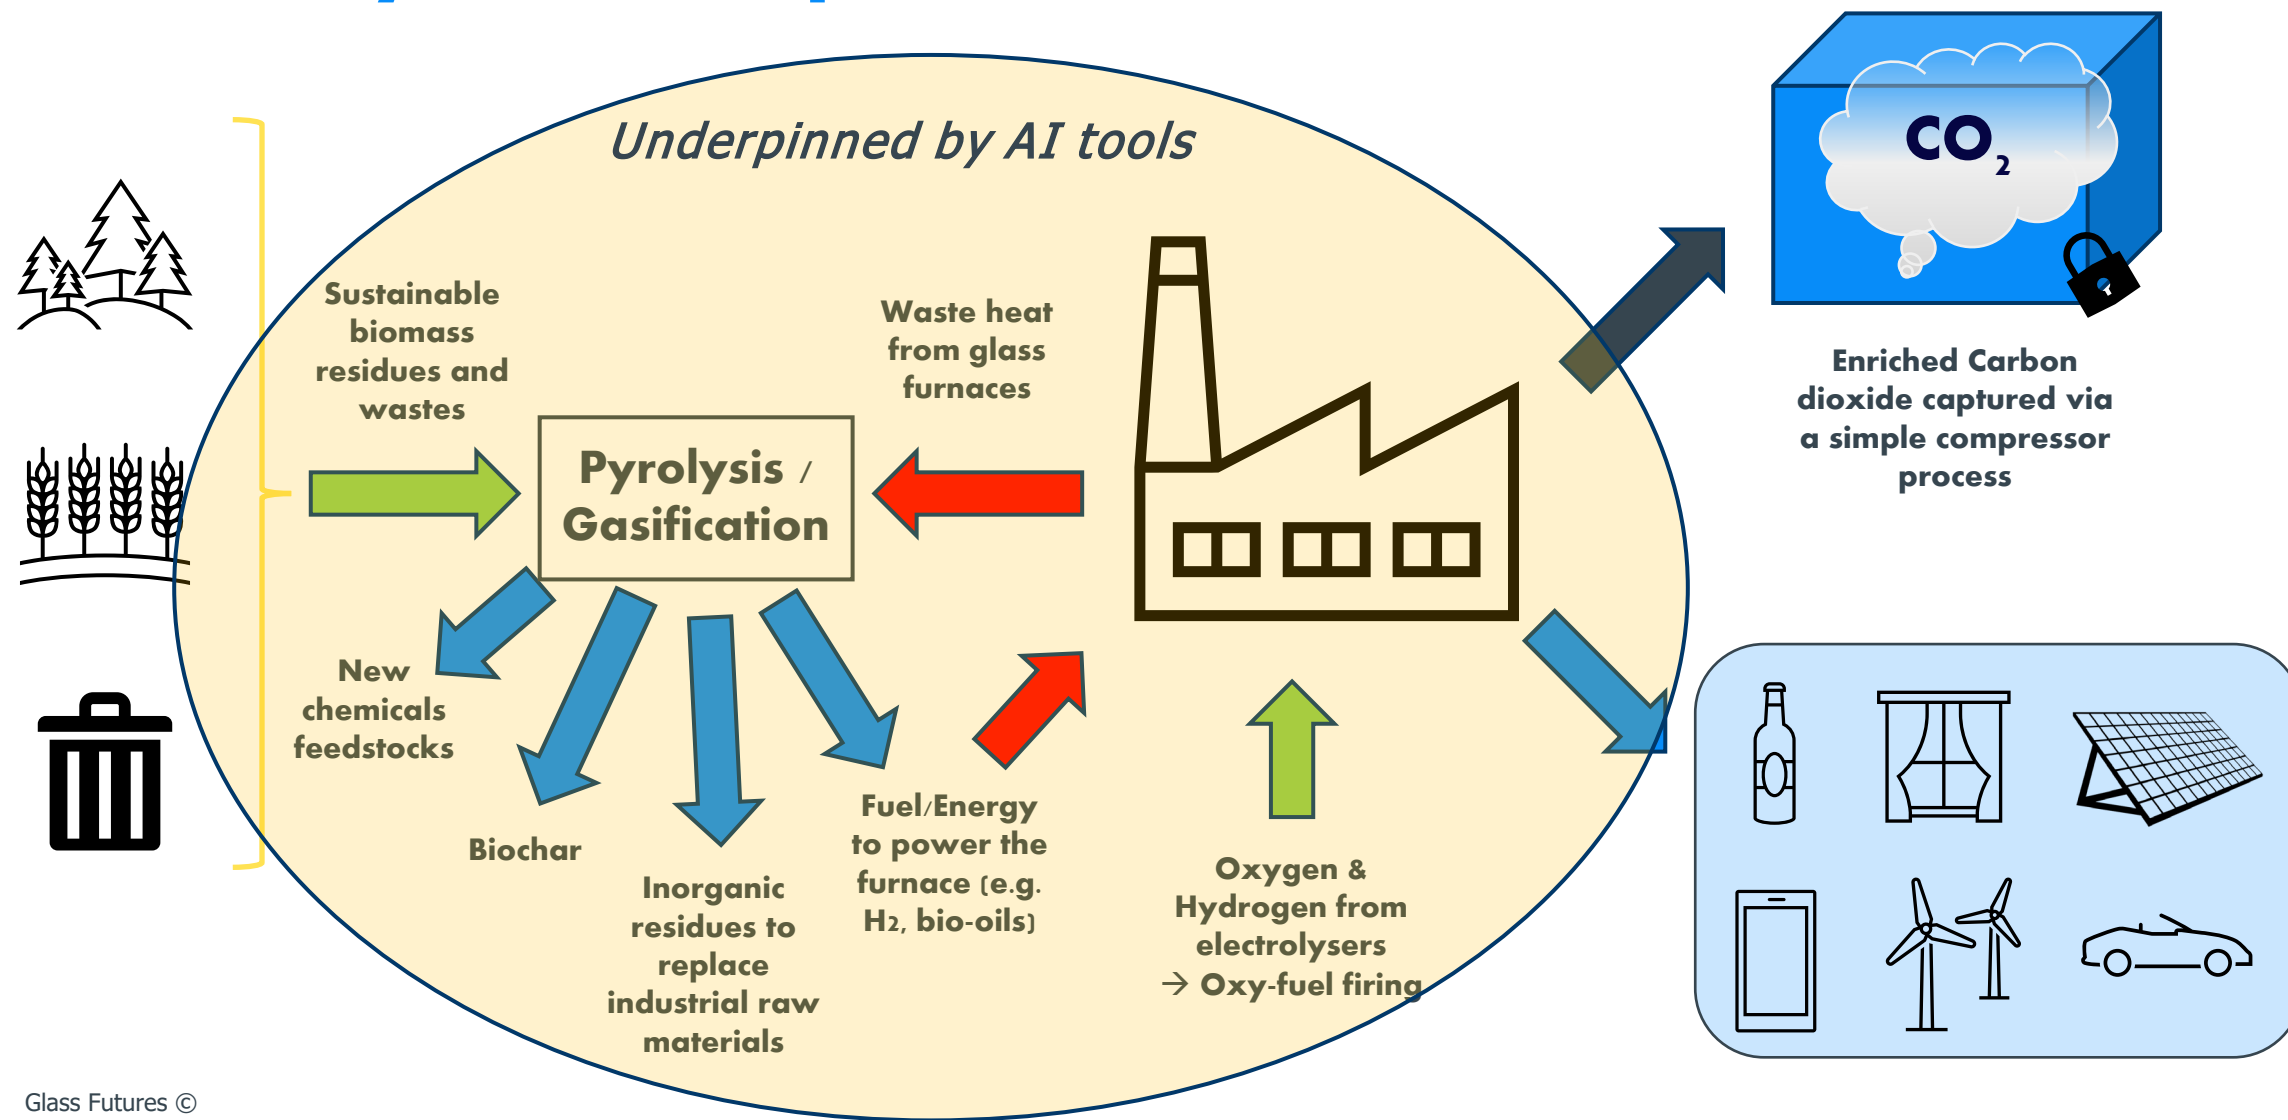 Underpinned by AI tools
CO2
Sustainable
biomass
residues and
wastes
Waste heat
from glass
furnaces
Enriched Carbon
dioxide captured via
a simple compressor
process
Pyrolysis /
Gasification
New
chemicals
feedstocks
Biochar
Inorganic
residues to
replace
industrial raw
materials
Fuel/Energy
to power the
furnace (e.g.
H2, bio-oils)
Oxygen &
Hydrogen from
electrolysers
→ Oxy-fuel firing
Glass Futures ©